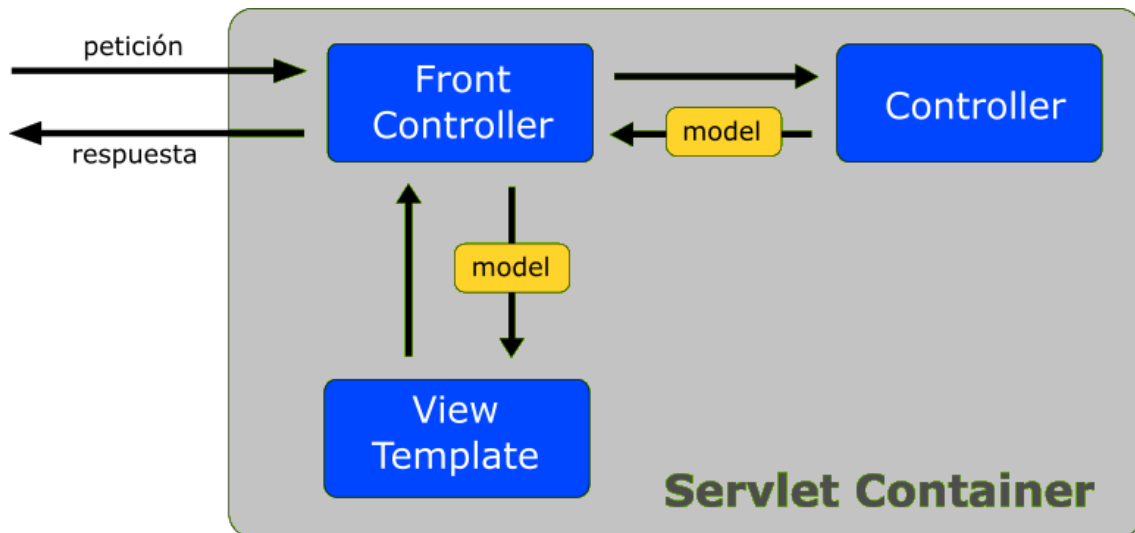 petición
respuesta
Front
Controller
model
Controller
model
View
Template
Servlet Container